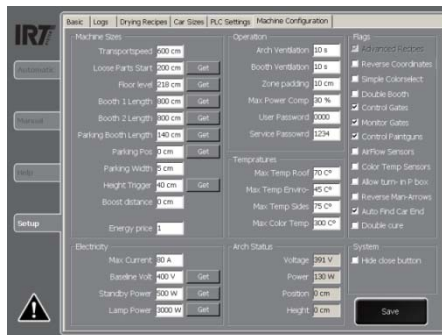 IRT
Basic Logs Drying Recipes Car Sizes PLC Settings Machine Configuration
Automatic
Manual
Help
Setup
Machine Sizes
Transportspeed 600 cm
Loose Parts Start 200 cm Get
Floor level 218 cm Get
Booth 1 Length 800 cm Get
Booth 2 Length 800 cm Get
Parking Booth Length 140 cm Get
Parking Pos 0 cm Get
Parking Width 5 cm
Height Trigger 40 cm Get
Boost distance 0 cm
Energy price 1
Electricity
Max Current 80 A
Baseline Volt 400 V Get
Standby Power 500 W Get
Lamp Power 3000 W Get
Operation
Arch Ventilation 10 s
Booth Ventilation 10 s
Zone padding 10 cm
Max Power Comp 30 %
User Password 0000
Service Passowrd 1234
Tempratures
Max Temp Roof 70 Cº
Max Temp Enviro- 45 Cº
Max Temp Sides 75 Cº
Max Color Temp 300 Cº
Arch Status
Voltage 391 V
Power 130 W
Position 0 cm
Height 0 cm
Flags
Advanced Recipes
Reverse Coordinates
Simple Colorselect
Double Booth
Control Gates
Monitor Gates
Control Paintguns
AirFlow Sensors
Color Temp Sensors
Allow turn- in P box
Reverse Man-Arrows
Auto Find Car End
Double cure
System
Hide close button
Save